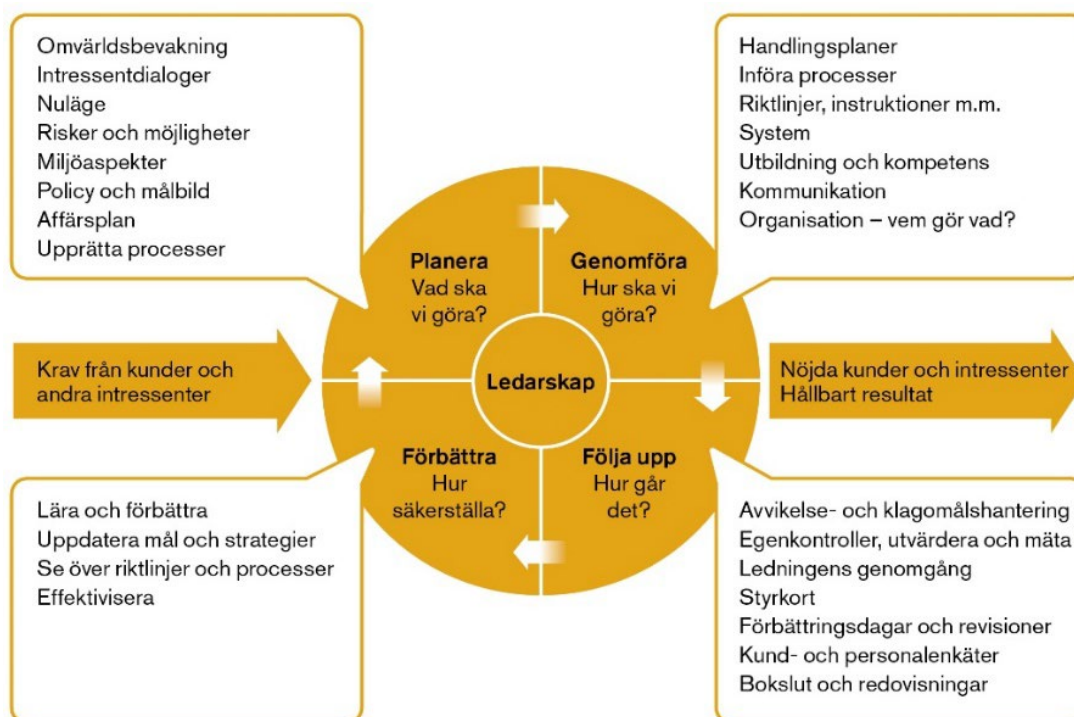 Omvärldsbevakning
Intressentdialoger
Nuläge
Risker och möjligheter
Miljöaspekter
Policy och målbild
Affärsplan
Upprätta processer
Handlingsplaner
Införa processer
Riktlinjer, instruktioner m.m.
System
Utbildning och kompetens
Kommunikation
Organisation – vem gör vad?
Planera
Vad ska
vi göra?
Genomföra
Hur ska vi
göra?
Krav från kunder och
andra intressenter
Ledarskap
Nöjda kunder och intressenter
Hållbart resultat
Förbättra
Hur
säkerställa?
Följa upp
Hur går
det?
Lära och förbättra
Uppdatera mål och strategier
Se över riktlinjer och processer
Effektivisera
Avvikelse- och klagomålshantering
Egenkontroller, utvärdera och mäta
Ledningens genomgång
Styrkort
Förbättringsdagar och revisioner
Kund- och personalenkäter
Bokslut och redovisningar